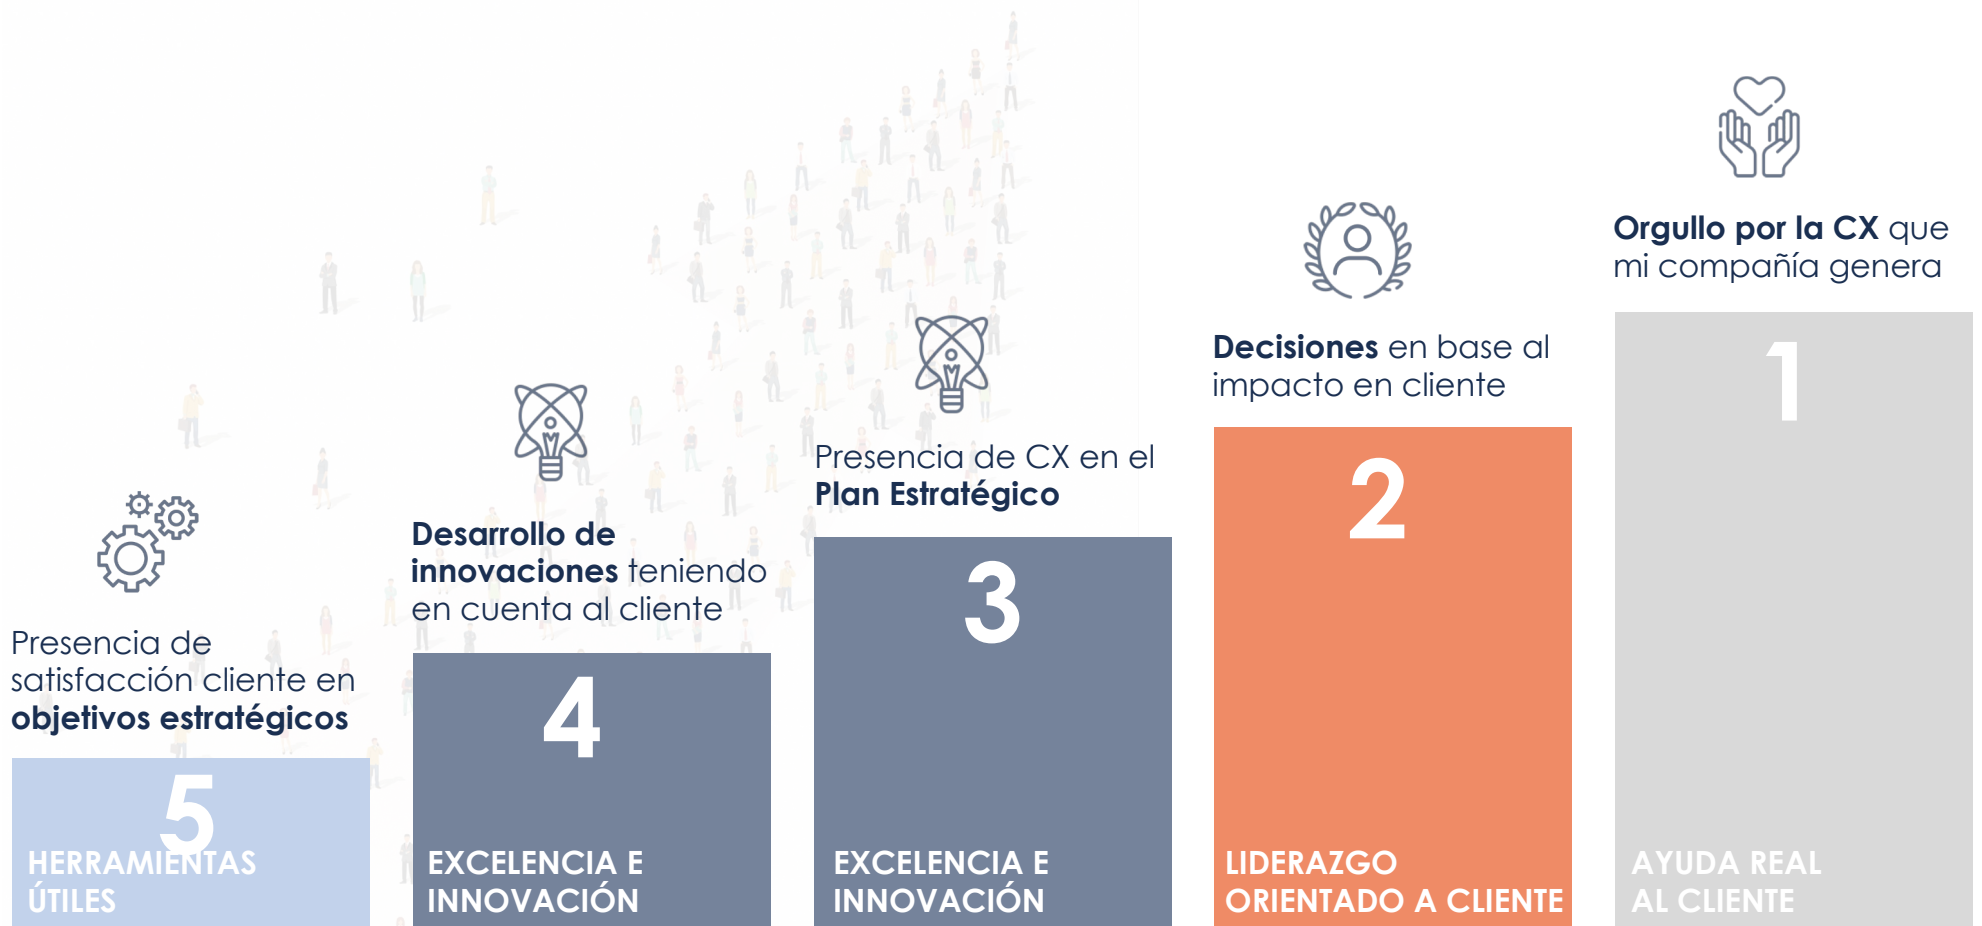 Presencia de
satisfacción cliente en
objetivos estratégicos
5
HERRAMIENTAS
ÚTILES
Desarrollo de
innovaciones teniendo
en cuenta al cliente
4
EXCELENCIA E
INNOVACIÓN
Presencia de CX en el
Plan Estratégico
3
EXCELENCIA E
INNOVACIÓN
Decisiones en base al
impacto en cliente
2
LIDERAZGO
ORIENTADO A CLIENTE
Orgullo por la CX que
mi compañía genera
1
AYUDA REAL
AL CLIENTE